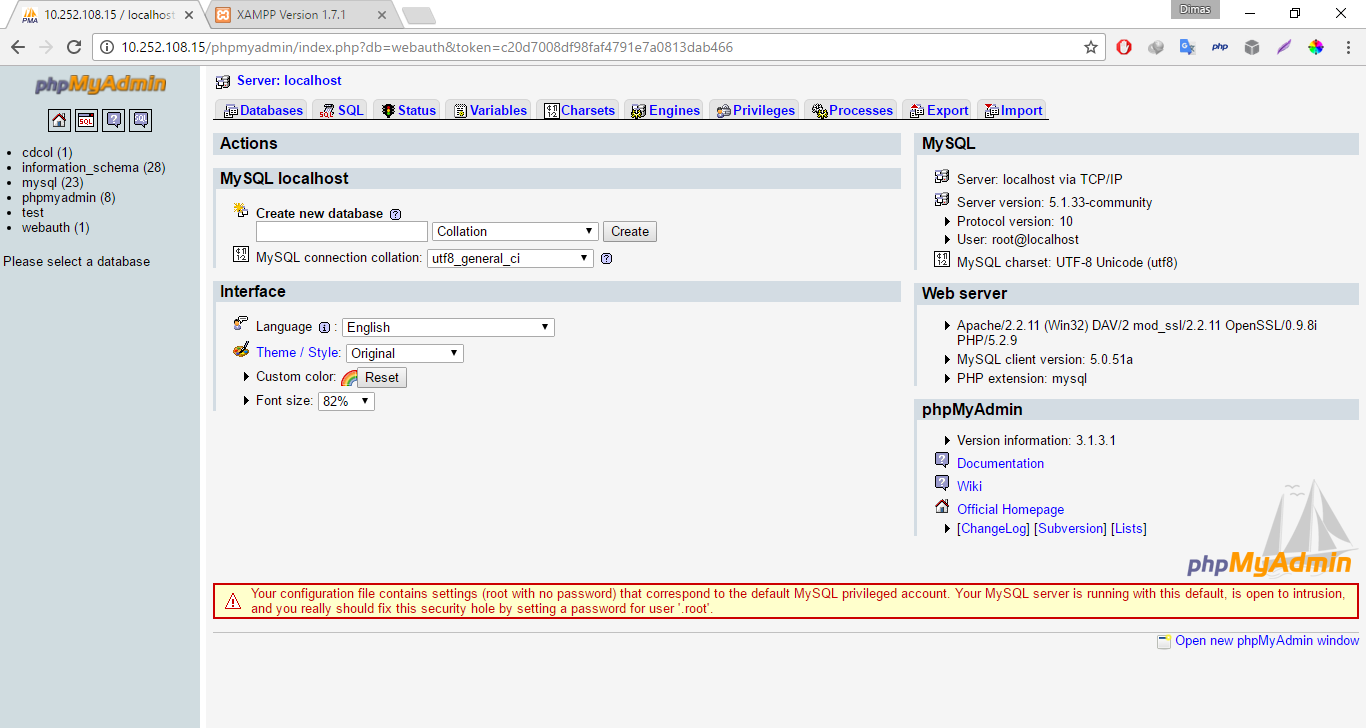 10.252.108.15 / localhost
XAMPP Version 1.7.1
Dimas
10.252.108.15/phpmyadmin/index.php?db=webauth&token=c20d7008df98faf4791e7a0813dab466
php
phpMyAdmin
SQL
cdcol (1)
information_schema (28)
mysql (23)
phpmyadmin (8)
test
webauth (1)
Please select a database
Server: localhost
Databases
SQL
Status
Variables
Charsets
Engines
Privileges
Processes
Export
Import
Actions
MySQL localhost
Create new database
Collation
Create
MySQL connection collation: utf8_general_ci
Interface
Language : English
Theme / Style: Original
Custom color: Reset
Font size: 82%
MySQL
Server: localhost via TCP/IP
Server version: 5.1.33-community
Protocol version: 10
User: root@localhost
MySQL charset: UTF-8 Unicode (utf8)
Web server
Apache/2.2.11 (Win32) DAV/2 mod_ssl/2.2.11 OpenSSL/0.9.8i
PHP/5.2.9
MySQL client version: 5.0.51a
PHP extension: mysql
phpMyAdmin
Version information: 3.1.3.1
Documentation
Wiki
Official Homepage
[ChangeLog] [Subversion] [Lists]
phpMyAdmin
Your configuration file contains settings (root with no password) that correspond to the default MySQL privileged account. Your MySQL server is running with this default, is open to intrusion,
and you really should fix this security hole by setting a password for user '.root'.
Open new phpMyAdmin window